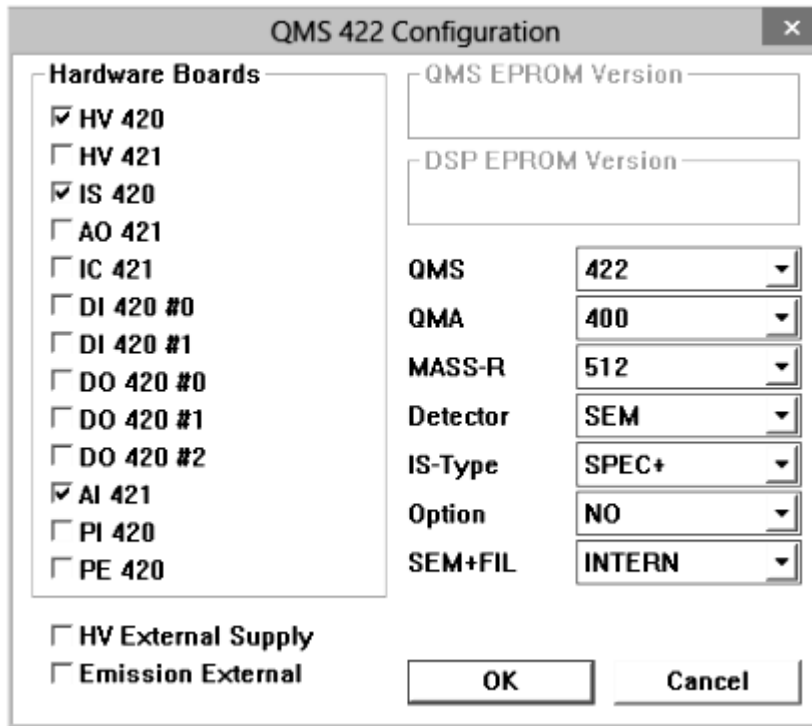 QMS 422 Configuration
Hardware Boards
HV 420
HV 421
IS 420
AO 421
IC 421
DI 420 #0
DI 420 #1
DO 420 #0
DO 420 #1
DO 420 #2
AI 421
PI 420
PE 420
HV External Supply
Emission External
QMS EPROM Version
DSP EPROM Version
QMS 422
QMA 400
MASS-R 512
Detector SEM
IS-Type SPEC+
Option NO
SEM+FIL INTERN
OK Cancel